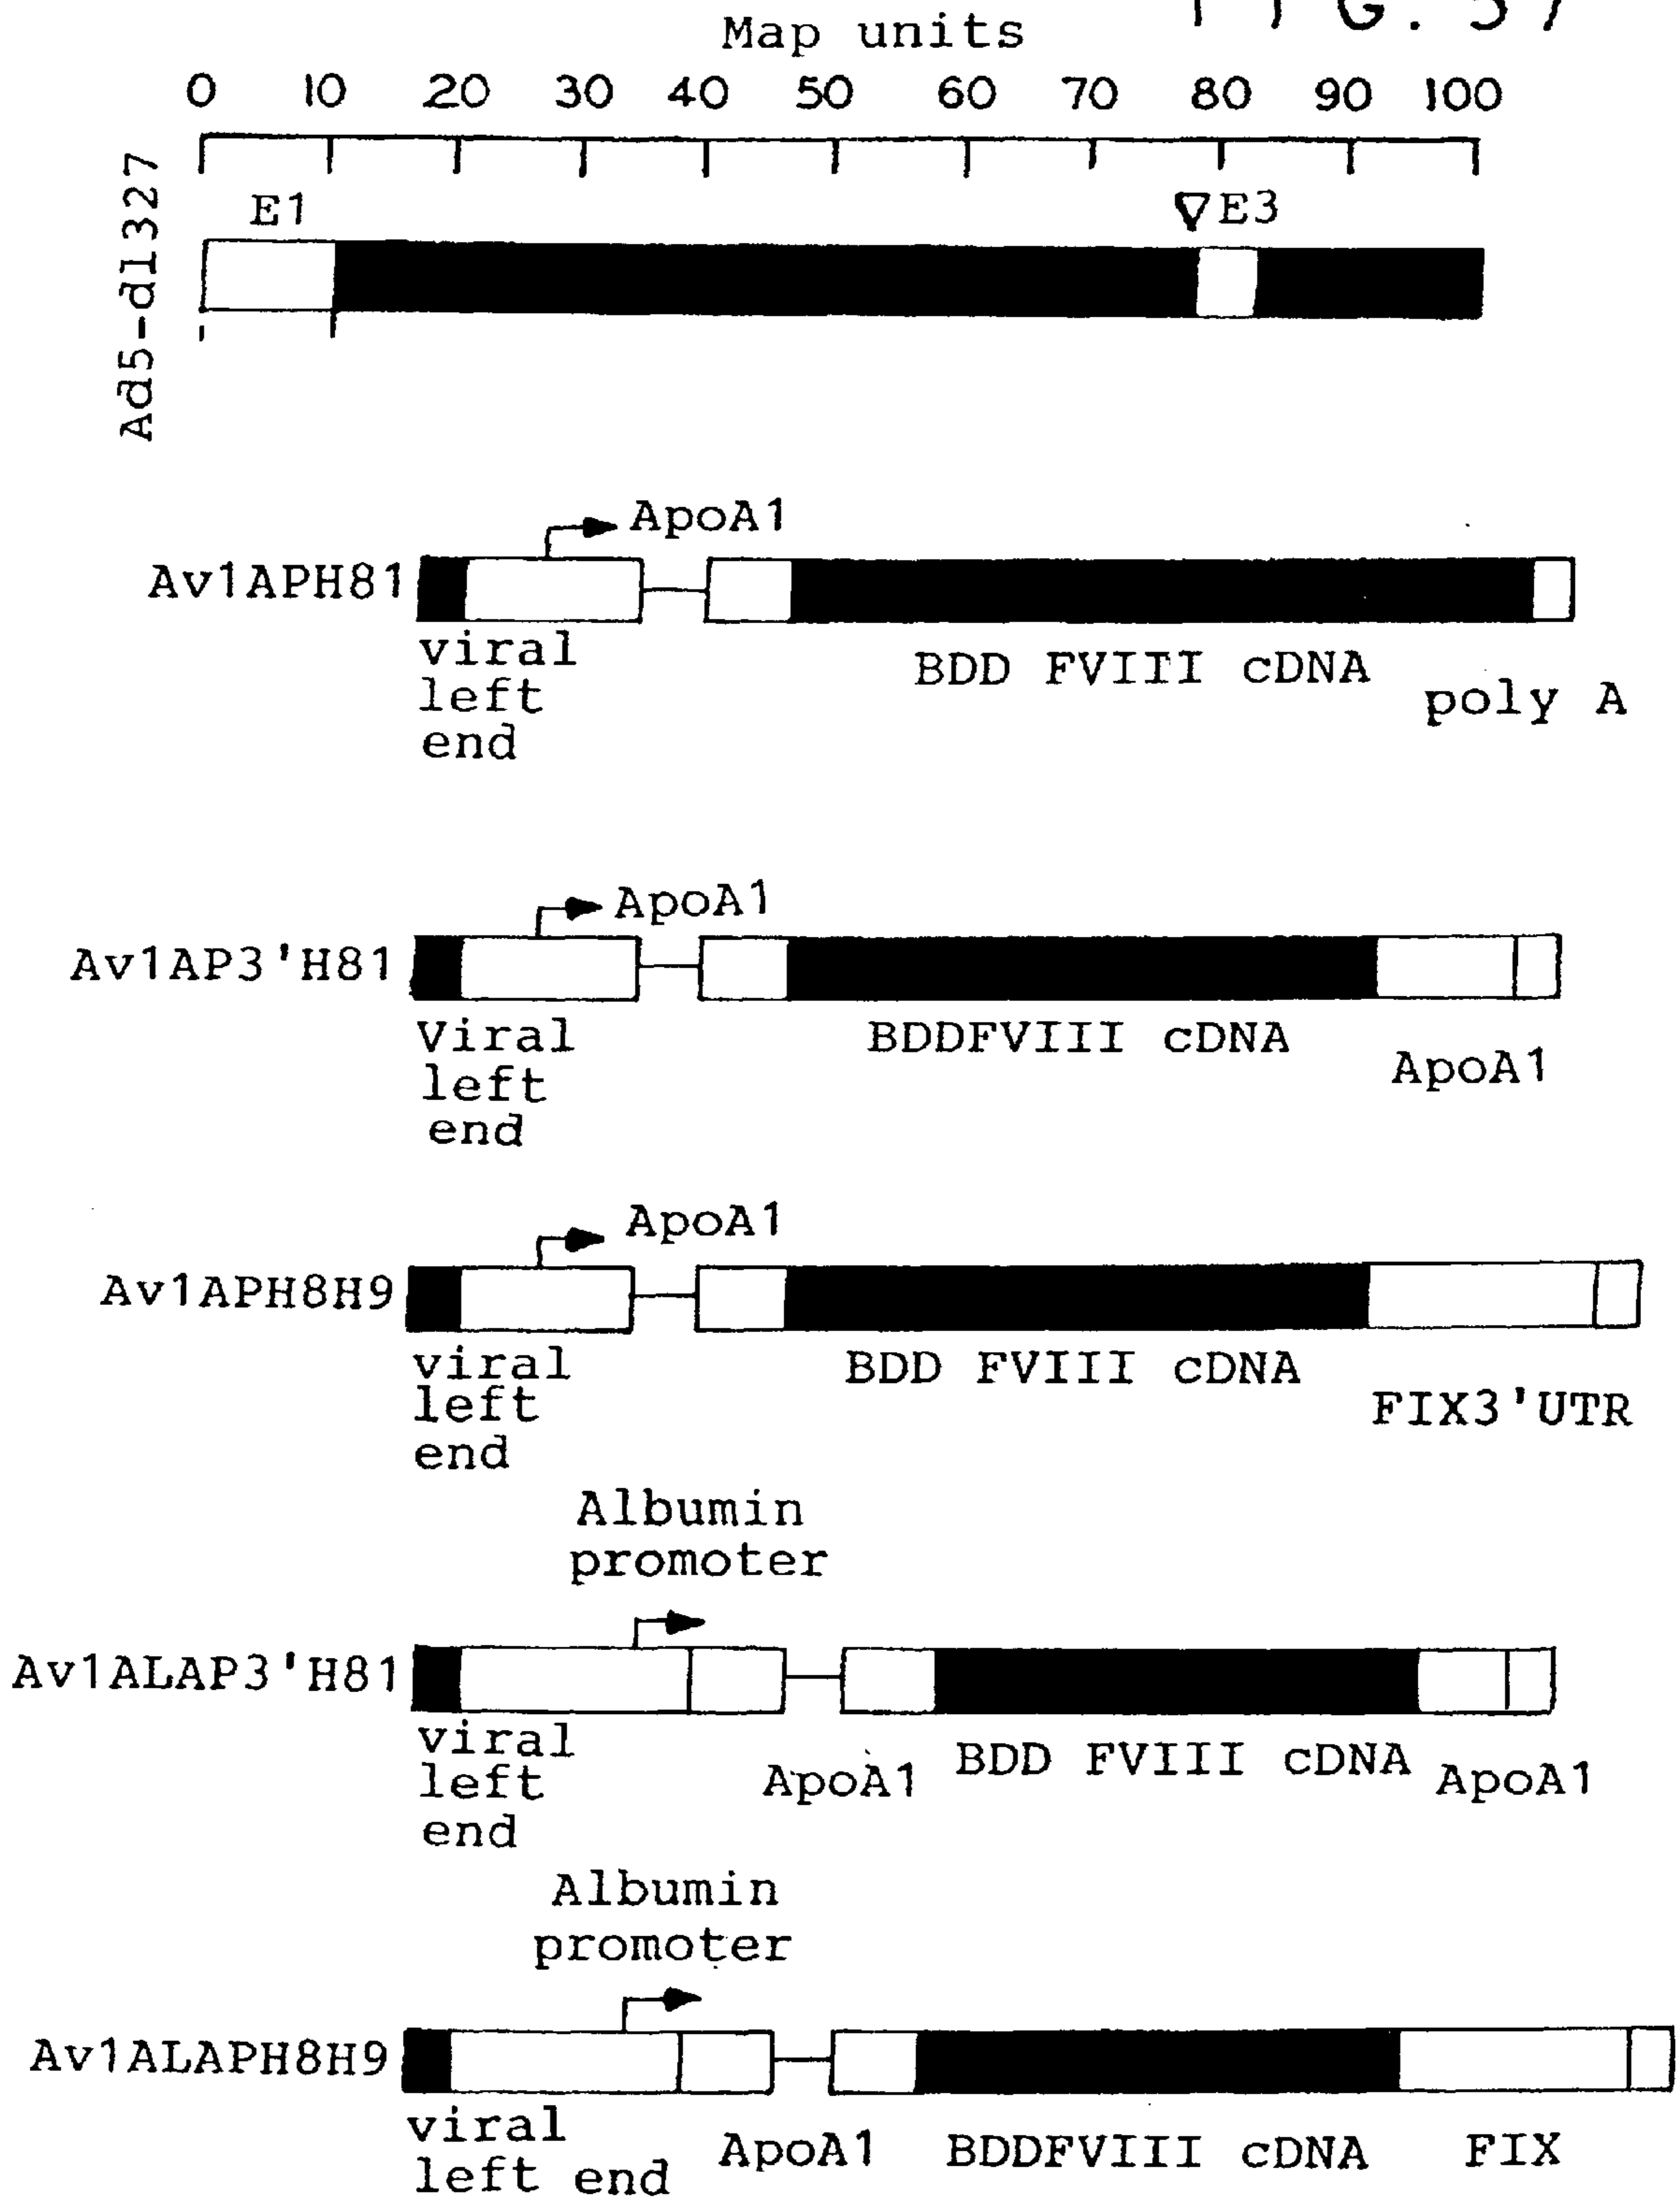 FIG. 37
Map units
0 10 20 30 40 50 60 70 80 90 100
Ad5-dl327
E1
▽E3
ApoA1
Av1APH81
viral
left
end
BDD FVIII cDNA
poly A
ApoA1
Av1AP3'H81
Viral
left
end
BDDFVIII cDNA
ApoA1
ApoA1
Av1APH8H9
viral
left
end
BDD FVIII cDNA
FIX3'UTR
Albumin
promoter
Av1ALAP3'H81
viral
left
end
ApoA1
BDD FVIII cDNA
ApoA1
Albumin
promoter
Av1ALAPH8H9
viral
left end
ApoA1
BDDFVIII cDNA
FIX